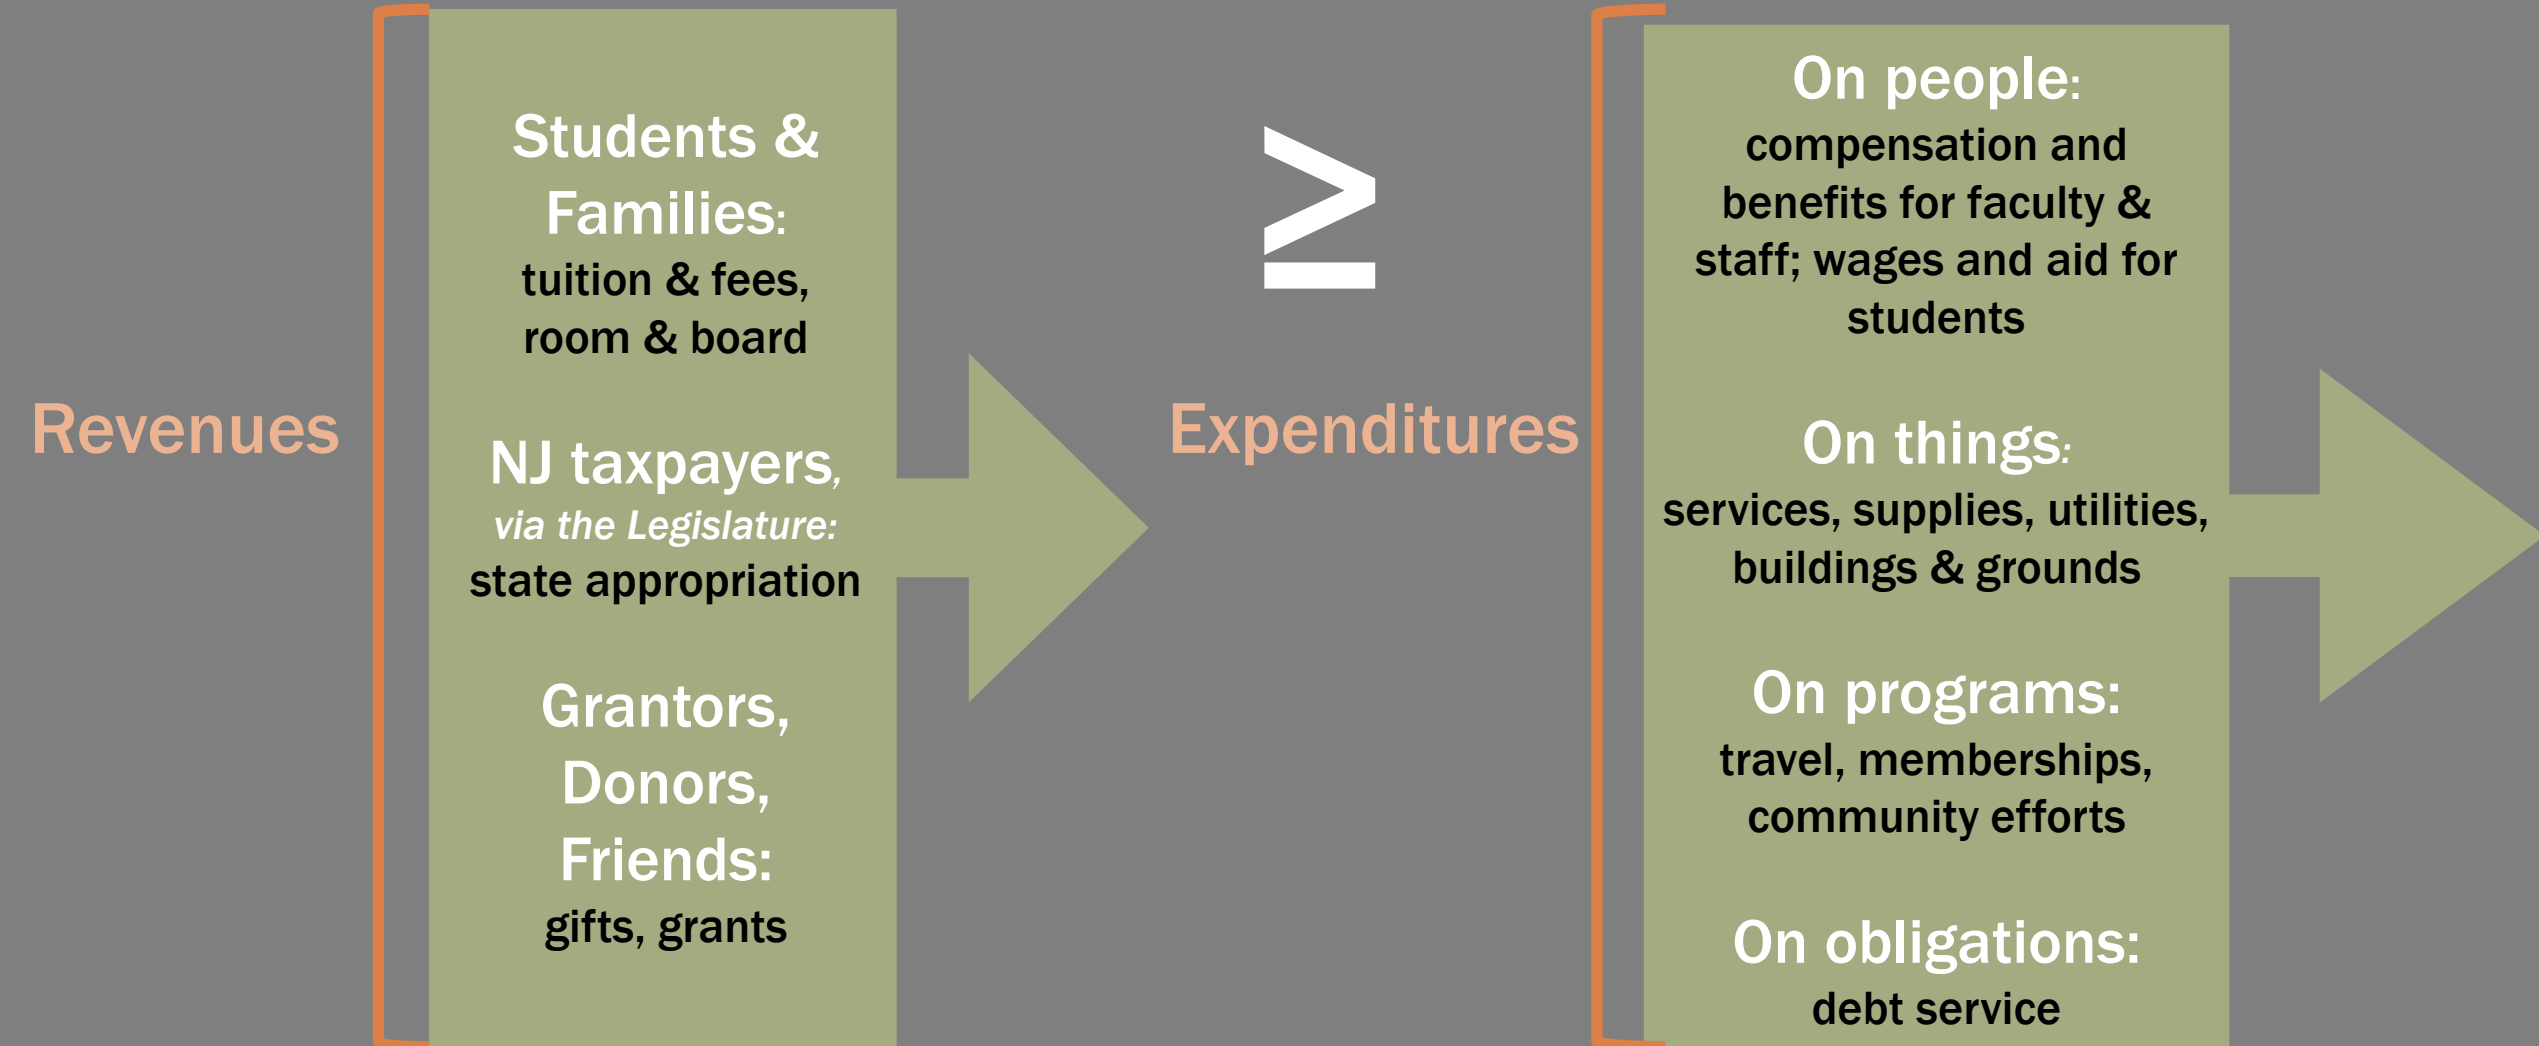 Revenues
Students &
Families:
tuition & fees,
room & board
NJ taxpayers,
via the Legislature:
state appropriation
Grantors,
Donors,
Friends:
gifts, grants
≥
Expenditures
On people:
compensation and
benefits for faculty &
staff; wages and aid for
students
On things:
services, supplies, utilities,
buildings & grounds
On programs:
travel, memberships,
community efforts
On obligations:
debt service